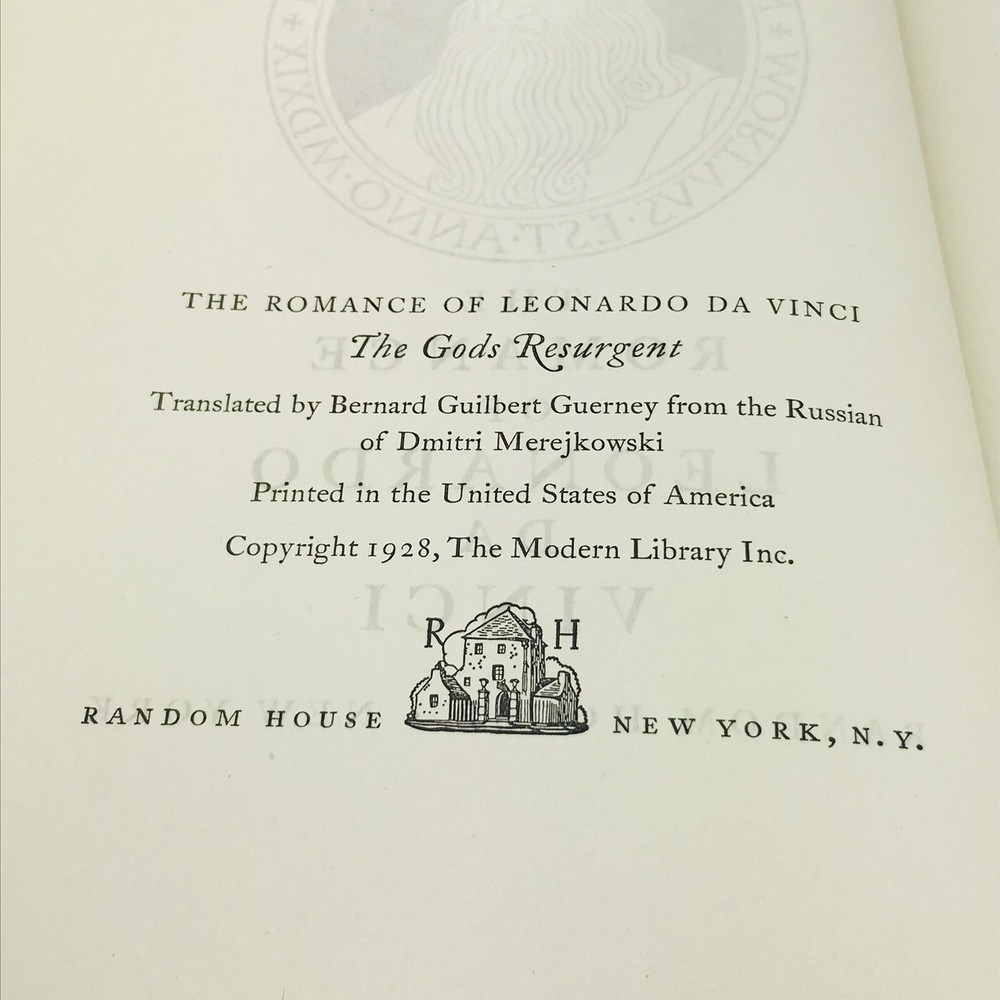 THE ROMANCE OF LEONARDO DA VINCI
The Gods Resurgent
Translated by Bernard Guilbert Guerney from the Russian
of Dmitri Merejkowski
Printed in the United States of America
Copyright 1928, The Modern Library Inc.
R H
RANDOM HOUSE NEW YORK, N.Y.